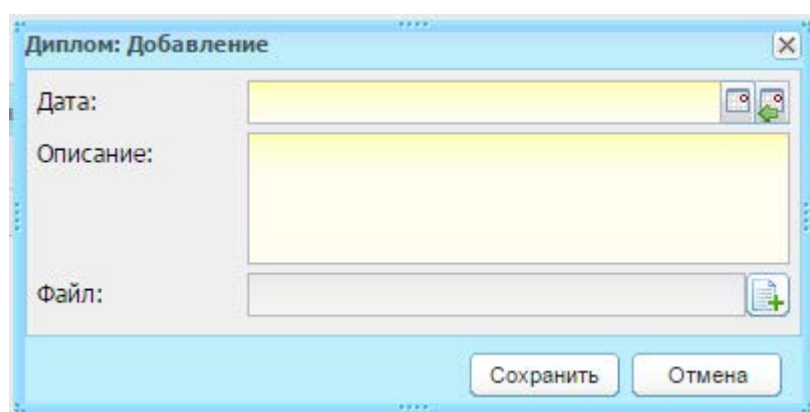 Диплом: Добавление
Дата:
Описание:
Файл:
Сохранить Отмена